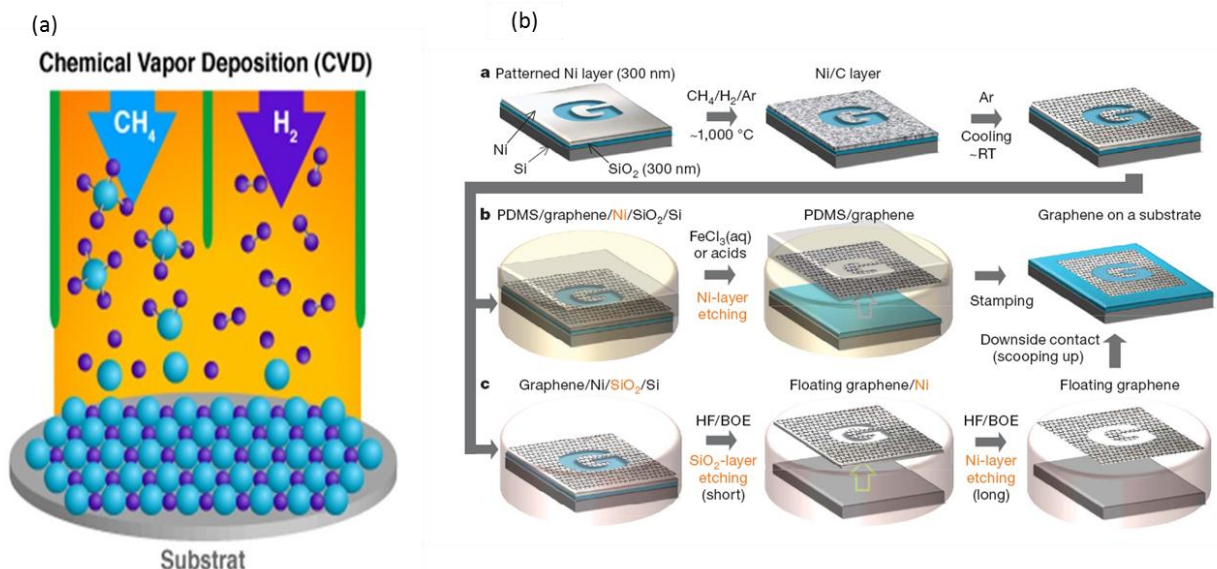 (a)
Chemical Vapor Deposition (CVD)
CH₄
H₂
Substrat
(b)
a Patterned Ni layer (300 nm)
Ni
Si
SiO₂ (300 nm)
CH₄/H₂/Ar
~1,000 °C
Ni/C layer
Ar
Cooling
~RT
b PDMS/graphene/Ni/SiO₂/Si
FeCl₃(aq)
or acids
Ni-layer
etching
PDMS/graphene
Stamping
Graphene on a substrate
Downside contact
(scooping up)
c Graphene/Ni/SiO₂/Si
HF/BOE
SiO₂-layer
etching
(short)
Floating graphene/Ni
HF/BOE
Ni-layer
etching
(long)
Floating graphene